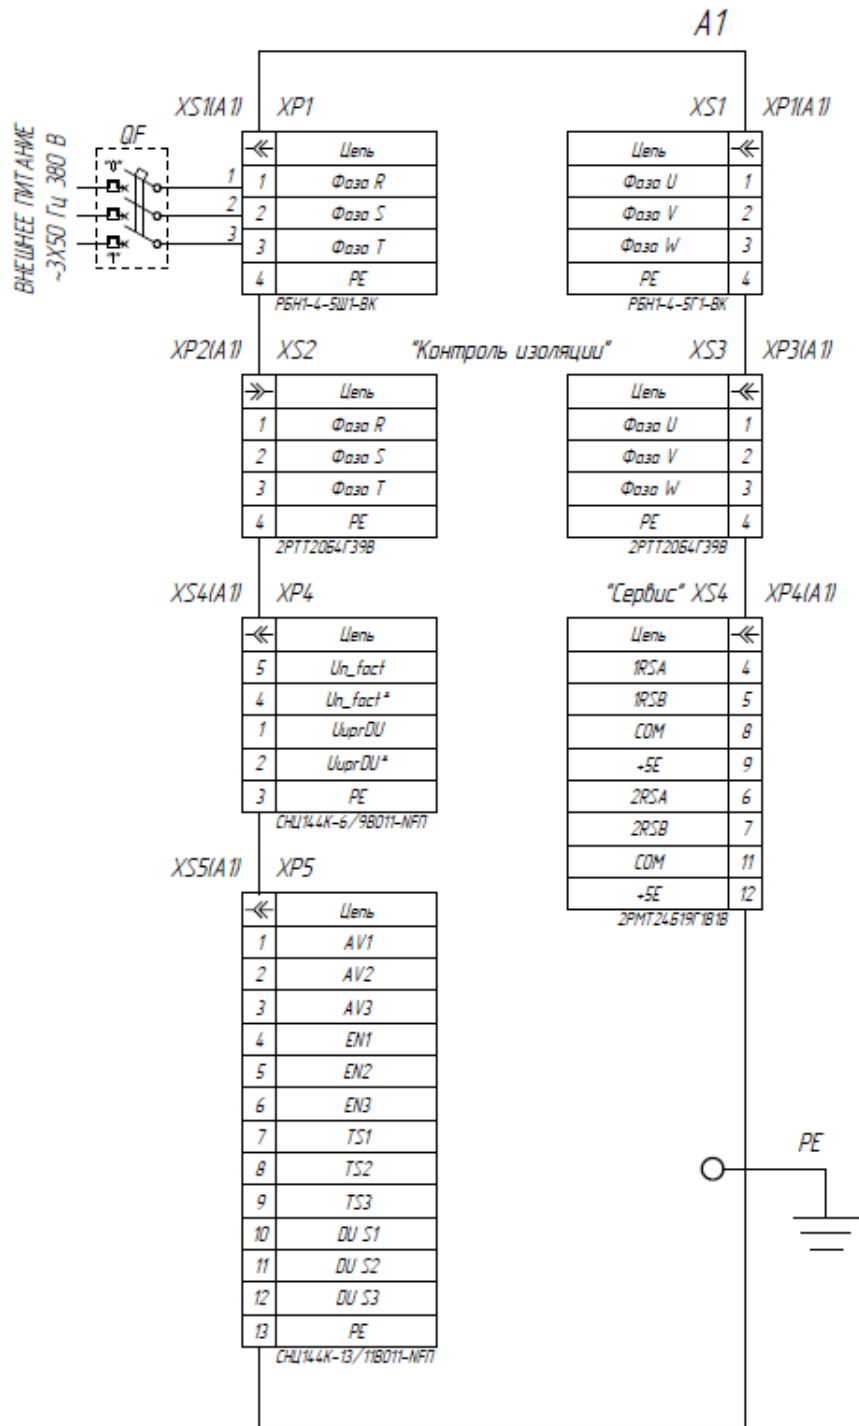 A1
XS1(A1) XP1
XS1 XP1(A1)
ВНЕШНЕЕ ПИТАНИЕ
~3X50 Гц 380 В
QF
"0"
"1"
1
2
3
Цепь
1 Фаза R
2 Фаза S
3 Фаза T
4 PE
РБН1-4-5Ш1-ВК
Цепь
Фаза U 1
Фаза V 2
Фаза W 3
PE 4
РБН1-4-5Г1-ВК
XP2(A1) XS2
"Контроль изоляции" XS3 XP3(A1)
Цепь
1 Фаза R
2 Фаза S
3 Фаза T
4 PE
2РТТ20Б4Г39В
Цепь
Фаза U 1
Фаза V 2
Фаза W 3
PE 4
2РТТ20Б4Г39В
XS4(A1) XP4
"Сервис" XS4 XP4(A1)
Цепь
5 Un_fact
4 Un_fact*
1 UuprDU
2 UuprDU*
3 PE
СНЦ144К-6/9В011-NFП
Цепь
1RSA 4
1RSB 5
COM 8
+5E 9
2RSA 6
2RSB 7
COM 11
+5E 12
2РМТ24Б19Г1В1В
XS5(A1) XP5
Цепь
1 AV1
2 AV2
3 AV3
4 EN1
5 EN2
6 EN3
7 TS1
8 TS2
9 TS3
10 DU S1
11 DU S2
12 DU S3
13 PE
СНЦ144К-13/11В011-NFП
PE